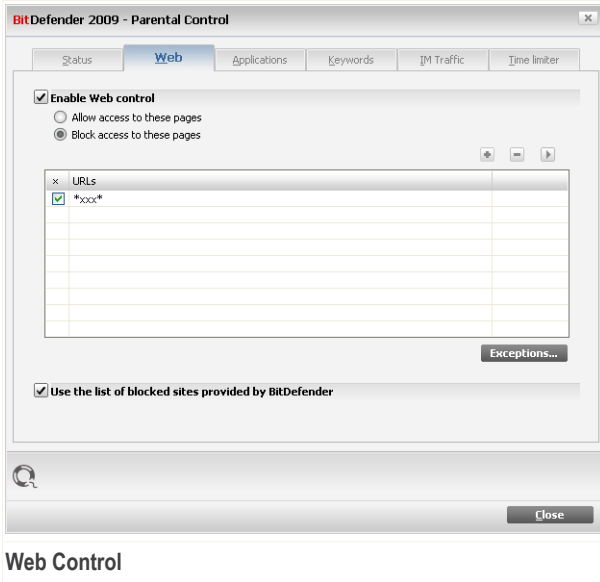 BitDefender 2009 - Parental Control
Status Web Applications Keywords IM Traffic Time limiter
Enable Web control
Allow access to these pages
Block access to these pages
x URLs
*xxx*
Exceptions...
Use the list of blocked sites provided by BitDefender
Close
Web Control